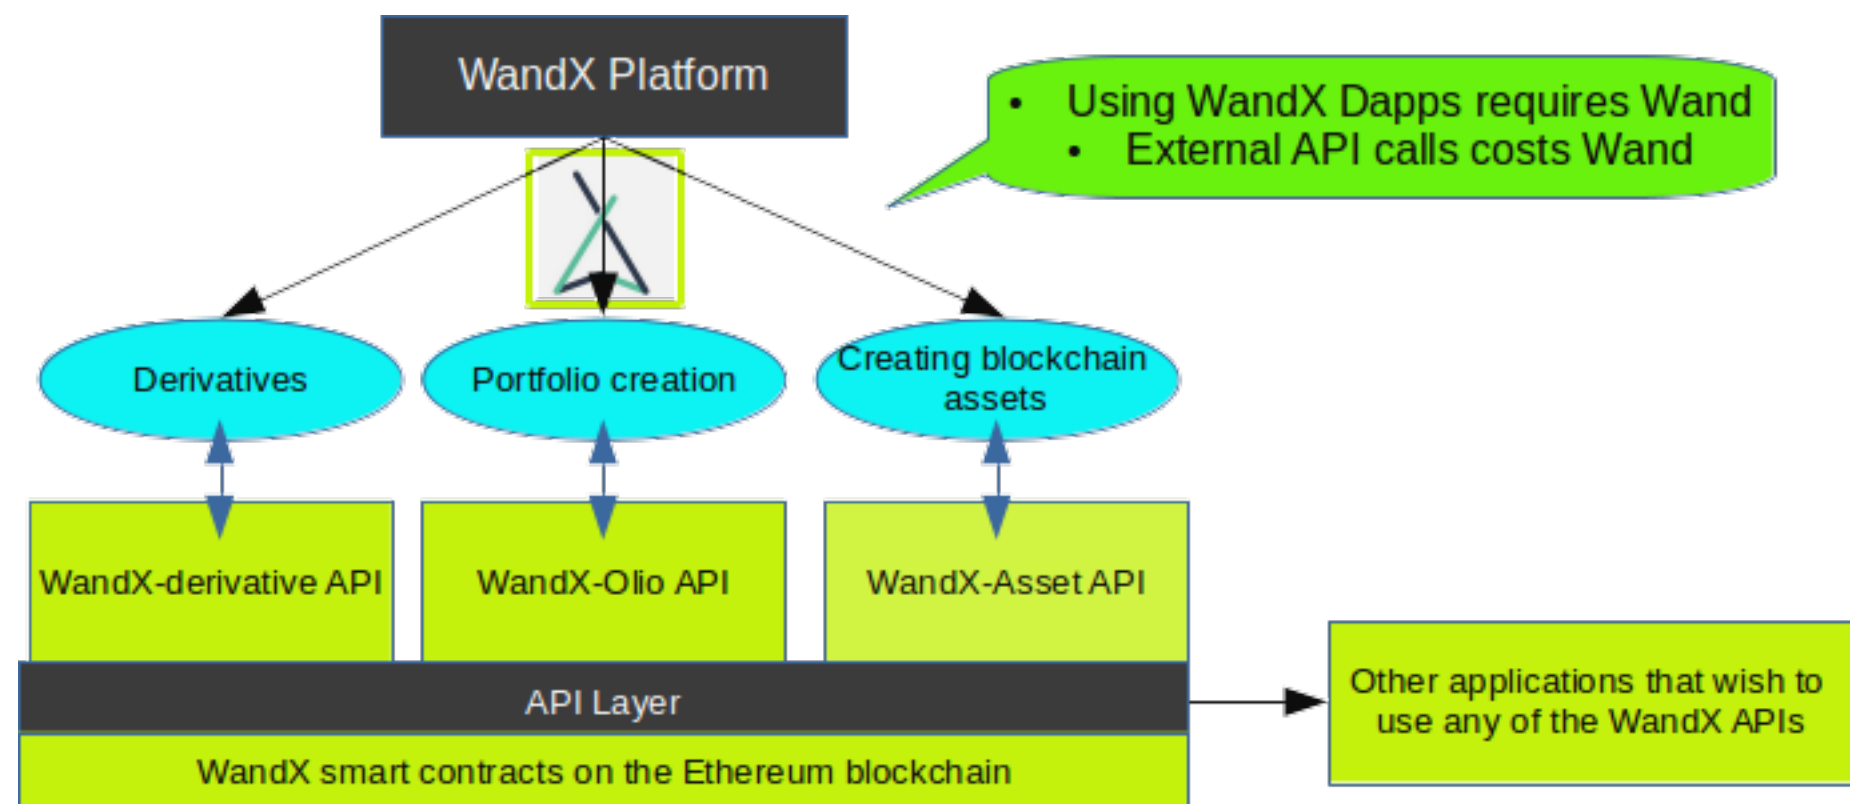 WandX Platform
• Using WandX Dapps requires Wand
• External API calls costs Wand
Derivatives
Portfolio creation
Creating blockchain
assets
WandX-derivative API
WandX-Olio API
WandX-Asset API
API Layer
Other applications that wish to
use any of the WandX APIs
WandX smart contracts on the Ethereum blockchain